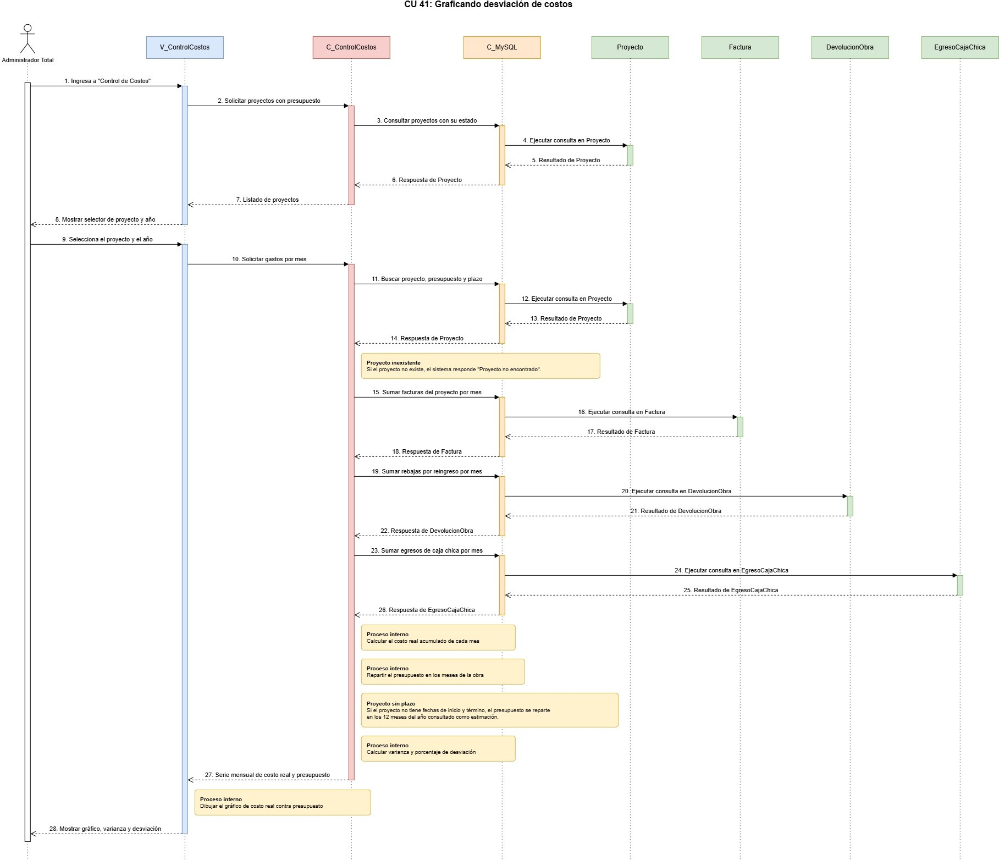 CU 41: Graficando desviación de costos
Administrador Total
V_ControlCostos
C_ControlCostos
C_MySQL
Proyecto
Factura
DevolucionObra
EgresoCajaChica
1. Ingresa a "Control de Costos"
2. Solicitar proyectos con presupuesto
3. Consultar proyectos con su estado
4. Ejecutar consulta en Proyecto
5. Resultado de Proyecto
6. Respuesta de Proyecto
7. Listado de proyectos
8. Mostrar selector de proyecto y año
9. Selecciona el proyecto y el año
10. Solicitar gastos por mes
11. Buscar proyecto, presupuesto y plazo
12. Ejecutar consulta en Proyecto
13. Resultado de Proyecto
14. Respuesta de Proyecto
Proyecto inexistente
Si el proyecto no existe, el sistema responde "Proyecto no encontrado".
15. Sumar facturas del proyecto por mes
16. Ejecutar consulta en Factura
17. Resultado de Factura
18. Respuesta de Factura
19. Sumar rebajas por reingreso por mes
20. Ejecutar consulta en DevolucionObra
21. Resultado de DevolucionObra
22. Respuesta de DevolucionObra
23. Sumar egresos de caja chica por mes
24. Ejecutar consulta en EgresoCajaChica
25. Resultado de EgresoCajaChica
26. Respuesta de EgresoCajaChica
Proceso interno
Calcular el costo real acumulado de cada mes
Proceso interno
Repartir el presupuesto en los meses de la obra
Proyecto sin plazo
Si el proyecto no tiene fechas de inicio y término, el presupuesto se reparte
en los 12 meses del año consultado como estimación.
Proceso interno
Calcular varianza y porcentaje de desviación
27. Serie mensual de costo real y presupuesto
Proceso interno
Dibujar el gráfico de costo real contra presupuesto
28. Mostrar gráfico, varianza y desviación